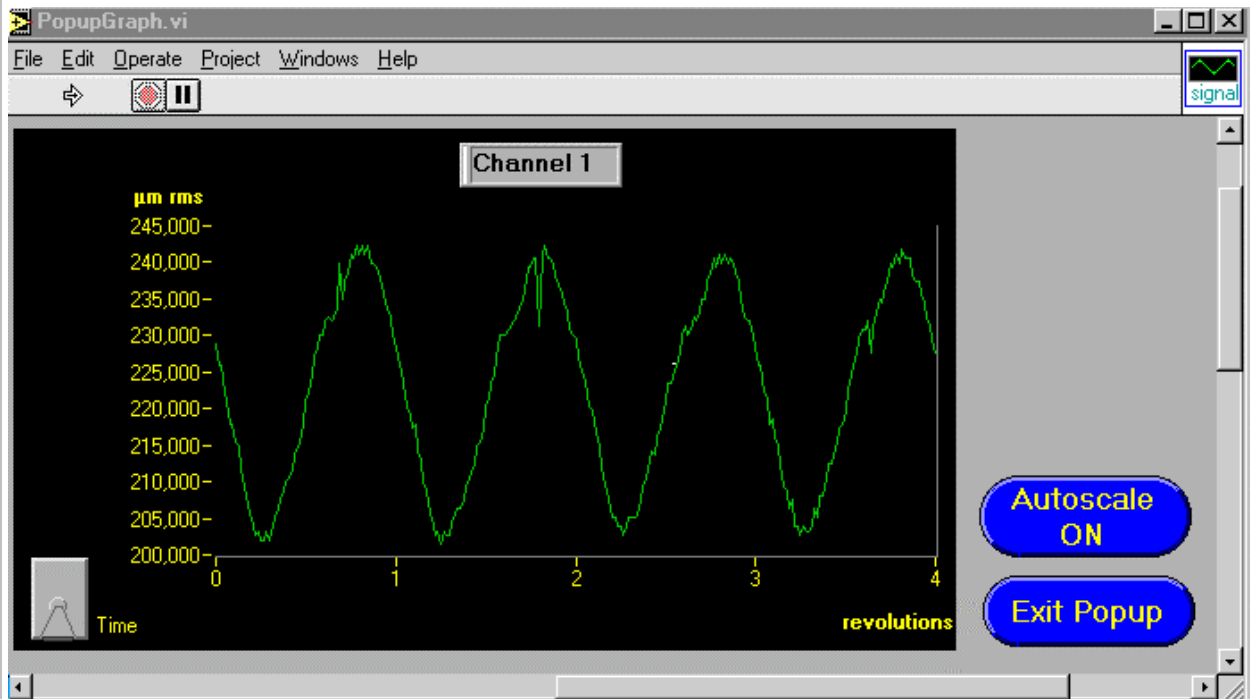 PopupGraph.vi
File Edit Operate Project Windows Help
signal
Channel 1
µm rms
245,000
240,000
235,000
230,000
225,000
220,000
215,000
210,000
205,000
200,000
0 1 2 3 4
Time
revolutions
Autoscale
ON
Exit Popup